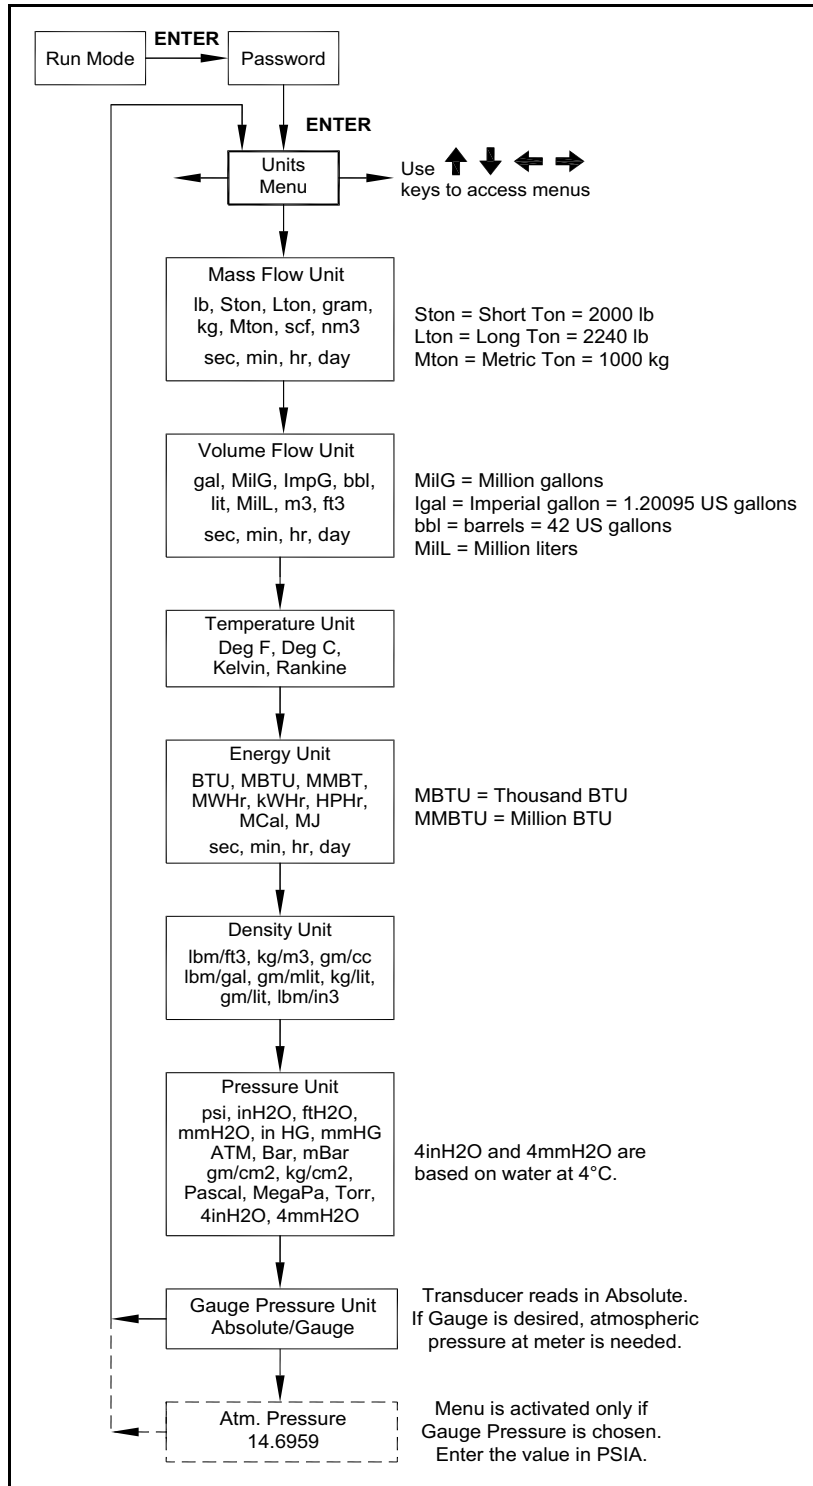 ENTER
Run Mode
Password
ENTER
Units
Menu
Use
keys to access menus
Mass Flow Unit
lb, Ston, Lton, gram,
kg, Mton, scf, nm3
sec, min, hr, day
Ston = Short Ton = 2000 lb
Lton = Long Ton = 2240 lb
Mton = Metric Ton = 1000 kg
Volume Flow Unit
gal, MilG, ImpG, bbl,
lit, MilL, m3, ft3
sec, min, hr, day
MilG = Million gallons
Igal = Imperial gallon = 1.20095 US gallons
bbl = barrels = 42 US gallons
MilL = Million liters
Temperature Unit
Deg F, Deg C,
Kelvin, Rankine
Energy Unit
BTU, MBTU, MMBT,
MWHr, kWHr, HPHr,
MCal, MJ
sec, min, hr, day
MBTU = Thousand BTU
MMBTU = Million BTU
Density Unit
lbm/ft3, kg/m3, gm/cc
lbm/gal, gm/mlit, kg/lit,
gm/lit, lbm/in3
Pressure Unit
psi, inH2O, ftH2O,
mmH2O, in HG, mmHG
ATM, Bar, mBar
gm/cm2, kg/cm2,
Pascal, MegaPa, Torr,
4inH2O, 4mmH2O
4inH2O and 4mmH2O are
based on water at 4°C.
Gauge Pressure Unit
Absolute/Gauge
Transducer reads in Absolute.
If Gauge is desired, atmospheric
pressure at meter is needed.
Atm. Pressure
14.6959
Menu is activated only if
Gauge Pressure is chosen.
Enter the value in PSIA.